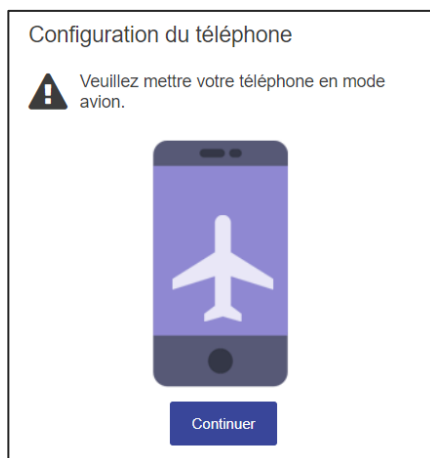 Configuration du téléphone
Veuillez mettre votre téléphone en mode
avion.
Continuer